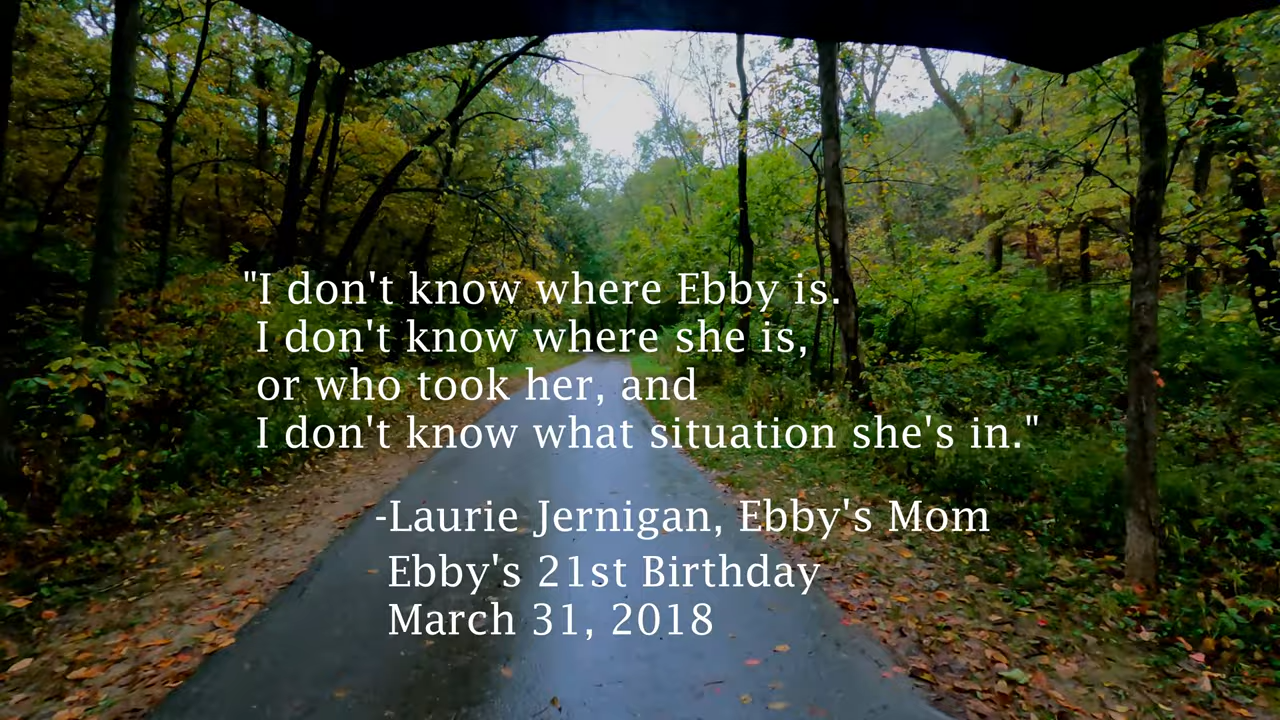 "I don't know where Ebby is.
I don't know where she is,
or who took her, and
I don't know what situation she's in."
-Laurie Jernigan, Ebby's Mom
Ebby's 21st Birthday
March 31, 2018